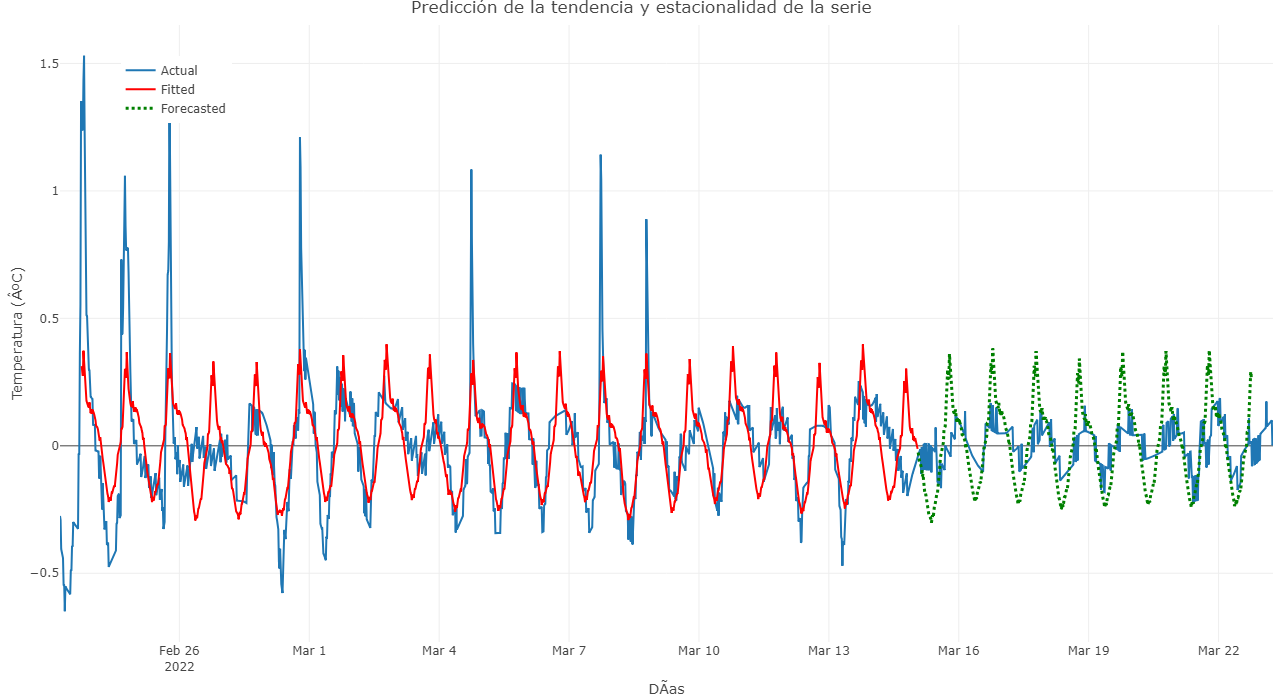 Predicción de la tendencia y estacionalidad de la serie
Actual
Fitted
Forecasted
1.5
1
0.5
0
−0.5
Temperatura (ÂºC)
Feb 26
2022
Mar 1
Mar 4
Mar 7
Mar 10
Mar 13
Mar 16
Mar 19
Mar 22
DÃas